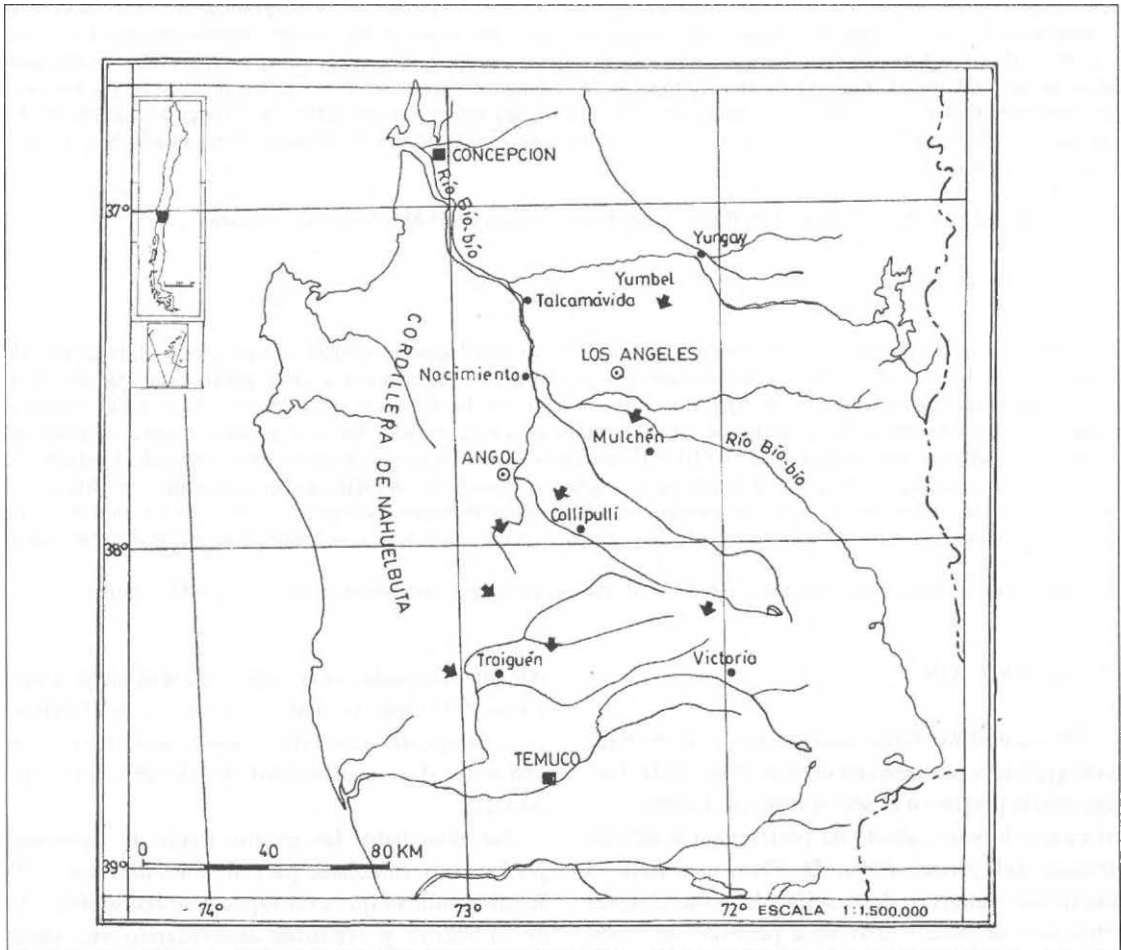 CONCEPCION
Río Bío-bío
37°
Yungay
Yumbel
Talcamávida
CORDILLERA DE NAHUELBUTA
LOS ANGELES
Nacimiento
Mulchén
Río Bío-bío
ANGOL
Collipulli
38°
Traiguén
Victoria
TEMUCO
0 40 80 KM
39°
74° 73° 72°
ESCALA 1:1.500,000